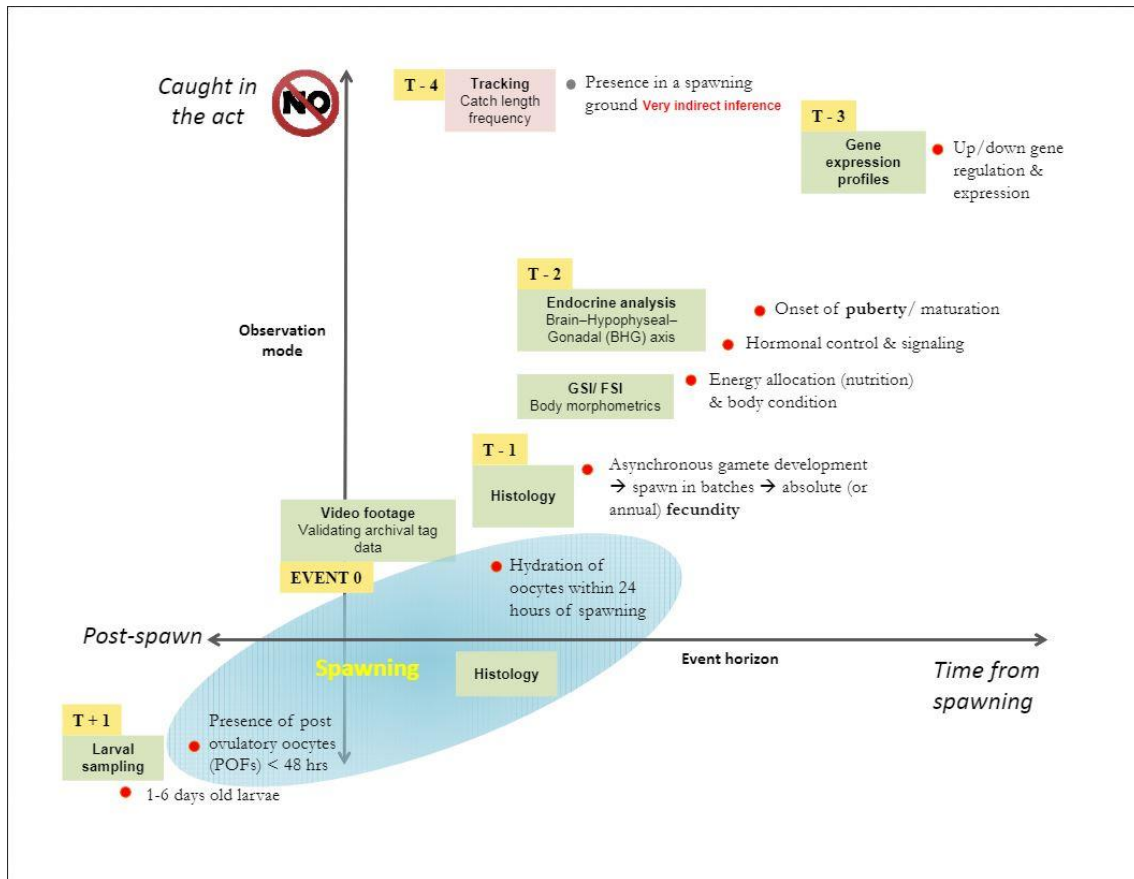 Caught in
the act
NO
T - 4
Tracking
Catch length
frequency
Presence in a spawning
ground Very indirect inference
T - 3
Gene
expression
profiles
Up/down gene
regulation &
expression
T - 2
Endocrine analysis
Brain–Hypophyseal–
Gonadal (BHG) axis
Onset of puberty/ maturation
Hormonal control & signaling
Observation
mode
GSI/ FSI
Body morphometrics
Energy allocation (nutrition)
& body condition
T - 1
Histology
Asynchronous gamete development
→ spawn in batches → absolute (or
annual) fecundity
Video footage
Validating archival tag
data
EVENT 0
Hydration of
oocytes within 24
hours of spawning
Post-spawn
Spawning
Histology
Event horizon
Time from
spawning
T + 1
Larval
sampling
Presence of post
ovulatory oocytes
(POFs) < 48 hrs
1-6 days old larvae